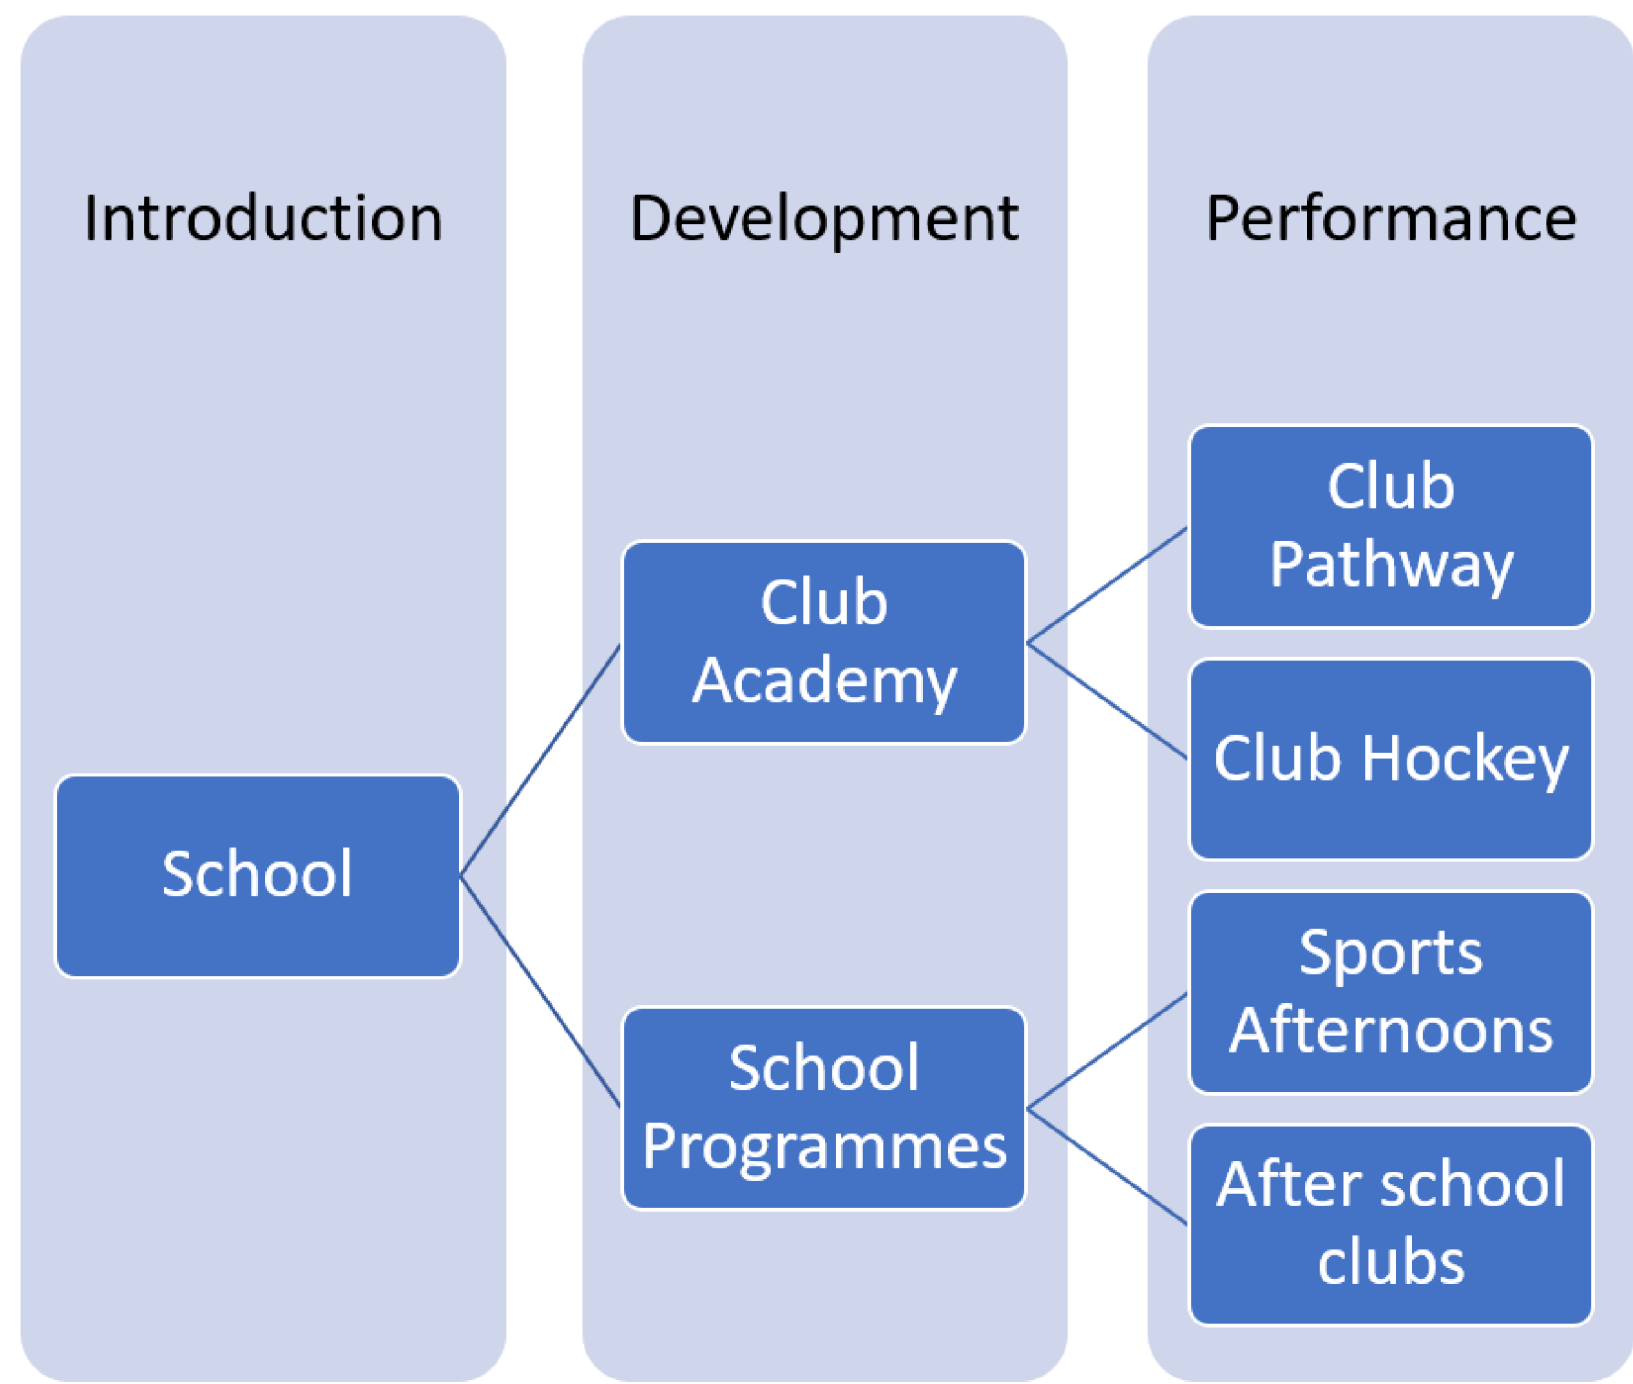 Introduction
Development
Performance
School
Club
Academy
School
Programmes
Club
Pathway
Club Hockey
Sports
Afternoons
After school
clubs